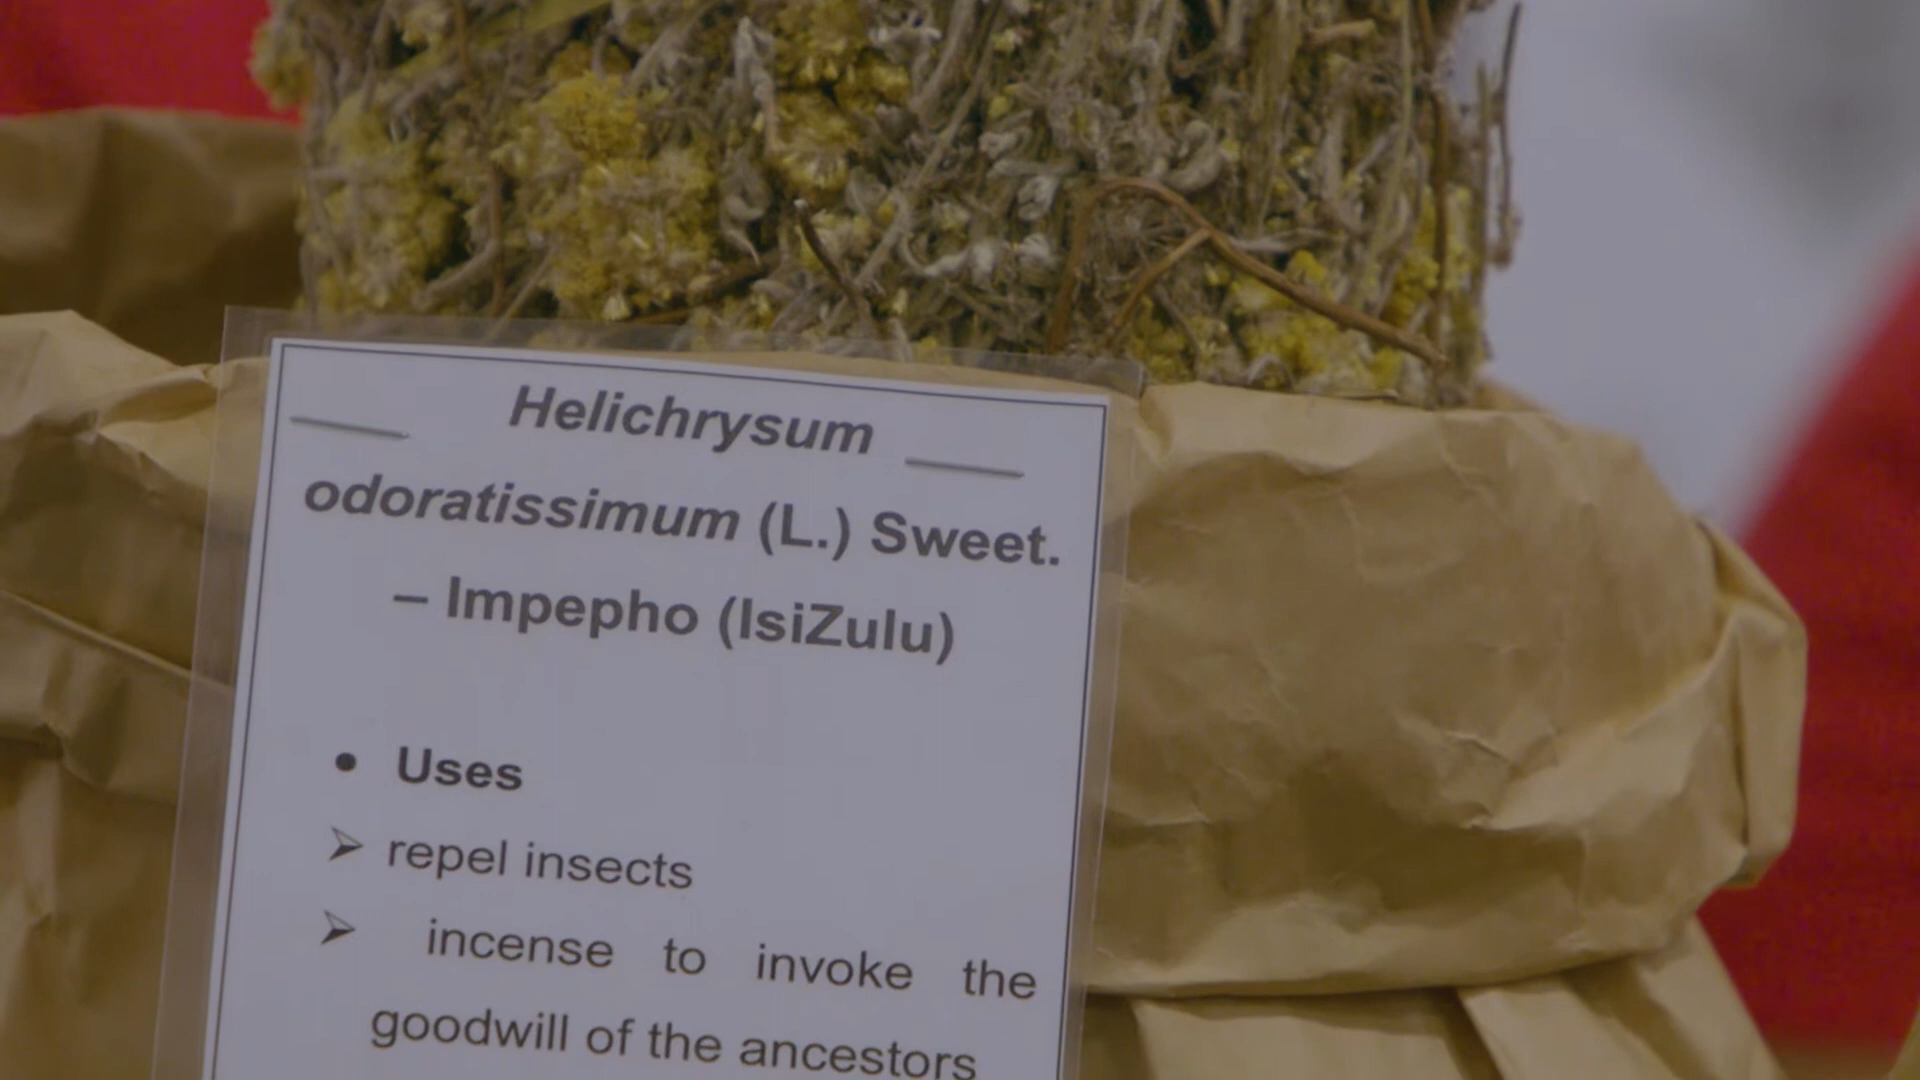 Helichrysum
odoratissimum (L.) Sweet.
– Impepho (IsiZulu)
• Uses
➢ repel insects
➢ incense to invoke the
goodwill of the ancestors